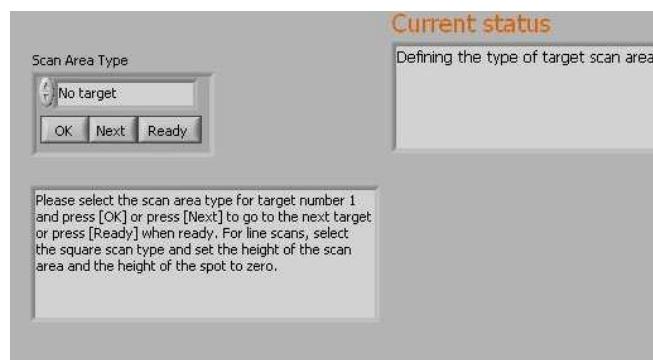 Current status
Scan Area Type
Defining the type of target scan area
No target
OK Next Ready
Please select the scan area type for target number 1
and press [OK] or press [Next] to go to the next target
or press [Ready] when ready. For line scans, select
the square scan type and set the height of the scan
area and the height of the spot to zero.